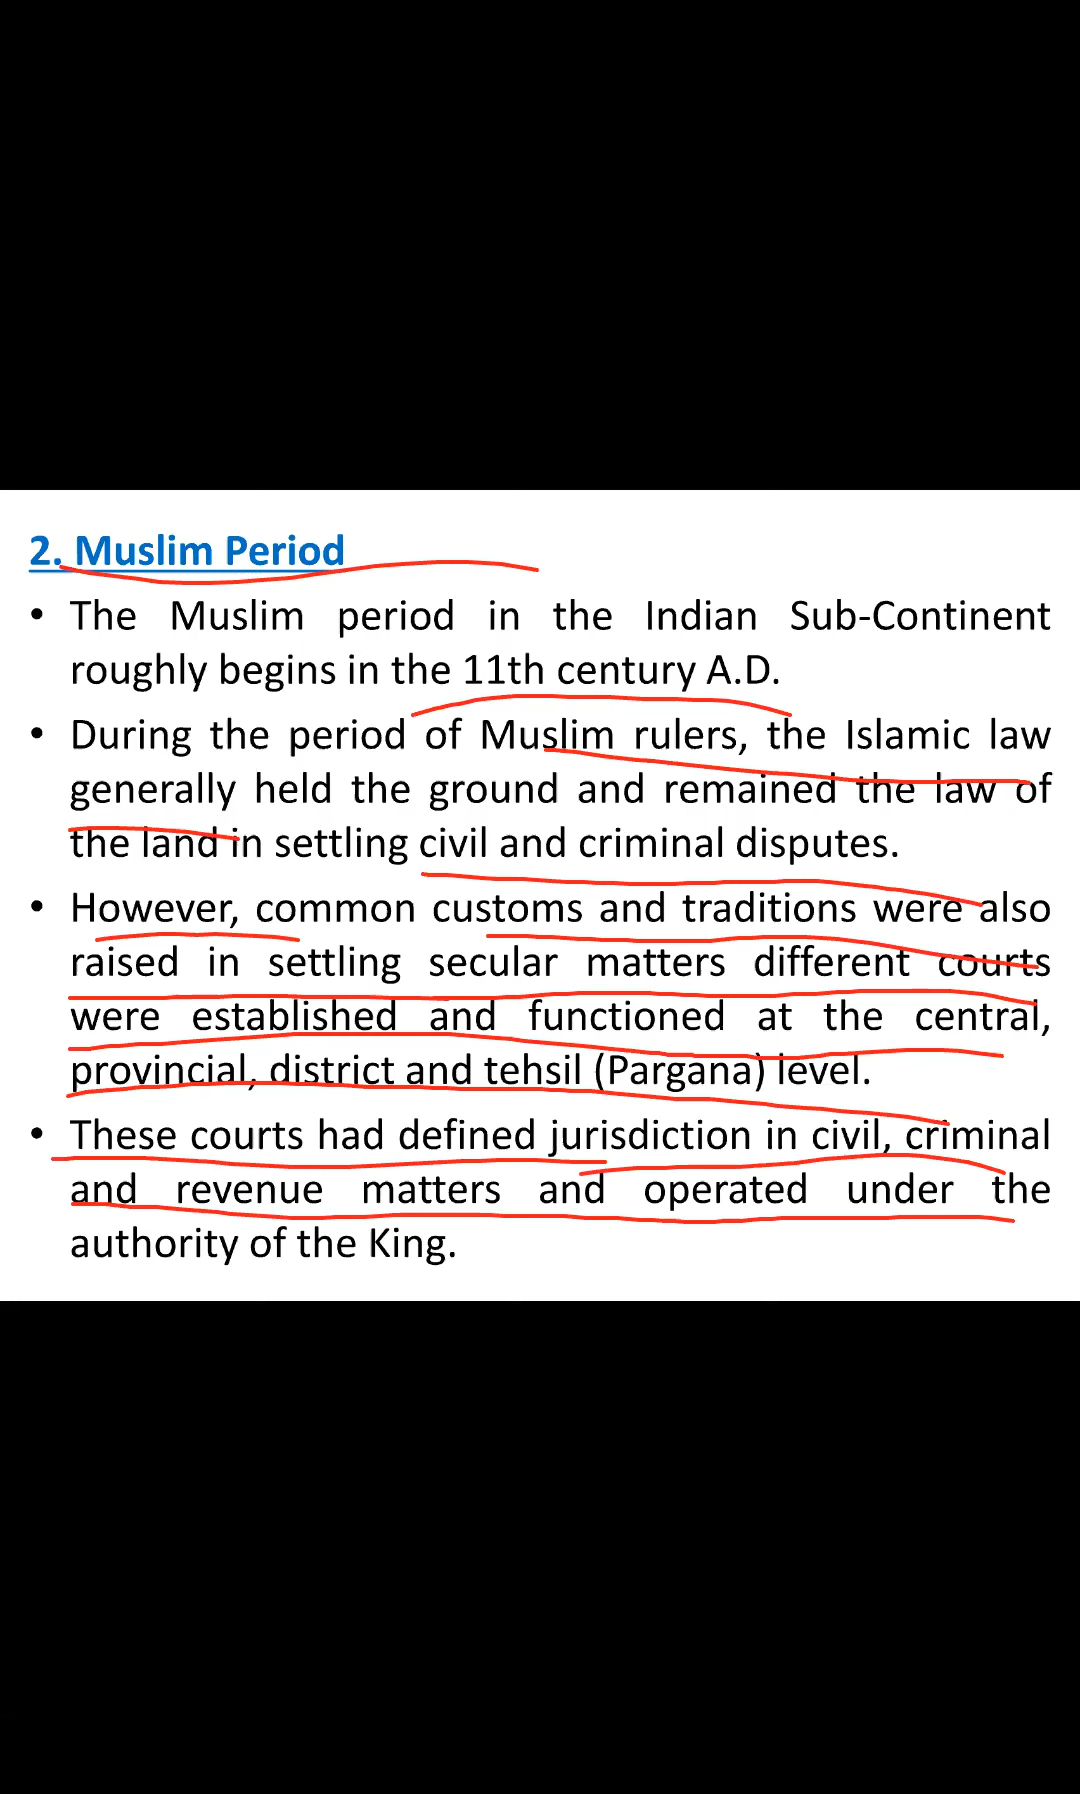 2. Muslim Period
• The Muslim period in the Indian Sub-Continent
roughly begins in the 11th century A.D.
• During the period of Muslim rulers, the Islamic law
generally held the ground and remained the law of
the land in settling civil and criminal disputes.
• However, common customs and traditions were also
raised in settling secular matters different courts
were established and functioned at the central,
provincial, district and tehsil (Pargana) level.
• These courts had defined jurisdiction in civil, criminal
and revenue matters and operated under the
authority of the King.